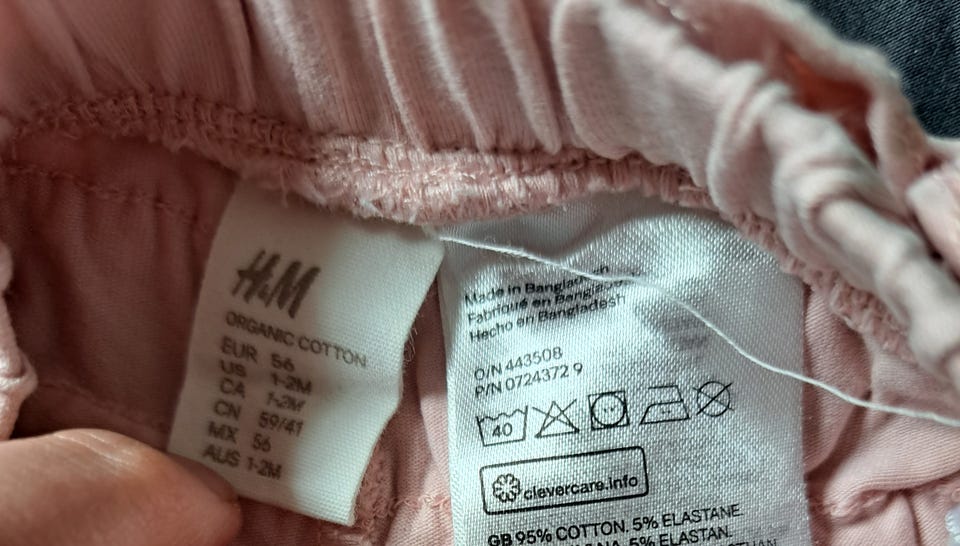 H&M
ORGANIC COTTON
EUR 56
US 1-2M
CA 1-2M
CN 59/41
MX 56
AUS 1-2M
Made in Bangladesh
Fabriqué en Bangladesh
Hecho en Bangladesh
O/N 443508
P/N 0724372 9
40
clevercare.info
GB 95% COTTON. 5% ELASTANE.
5% ELASTAN.